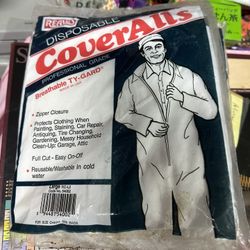 DISPOSABLE
CoverAlls
PROFESSIONAL GRADE
Breathable TY-GARD
• Zipper Closure
• Protects Clothing When
Painting, Staining, Car Repair,
Antiquing, Tire Changing,
Gardening, Messy Household
Clean-Up: Garage, Attic
• Full Cut - Easy On-Off
• Reusable/Washable in cold
water
Large